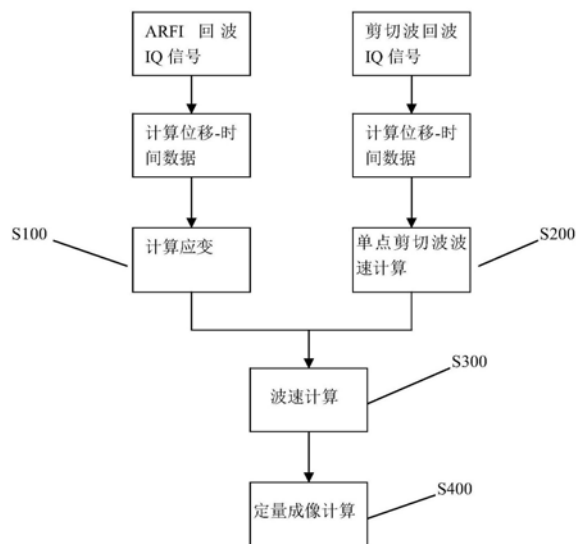 ARFI 回波
IQ 信号
剪切波回波
IQ 信号
计算位移-时
间数据
计算位移-时
间数据
S100
计算应变
单点剪切波波
速计算
S200
波速计算
S300
定量成像计算
S400